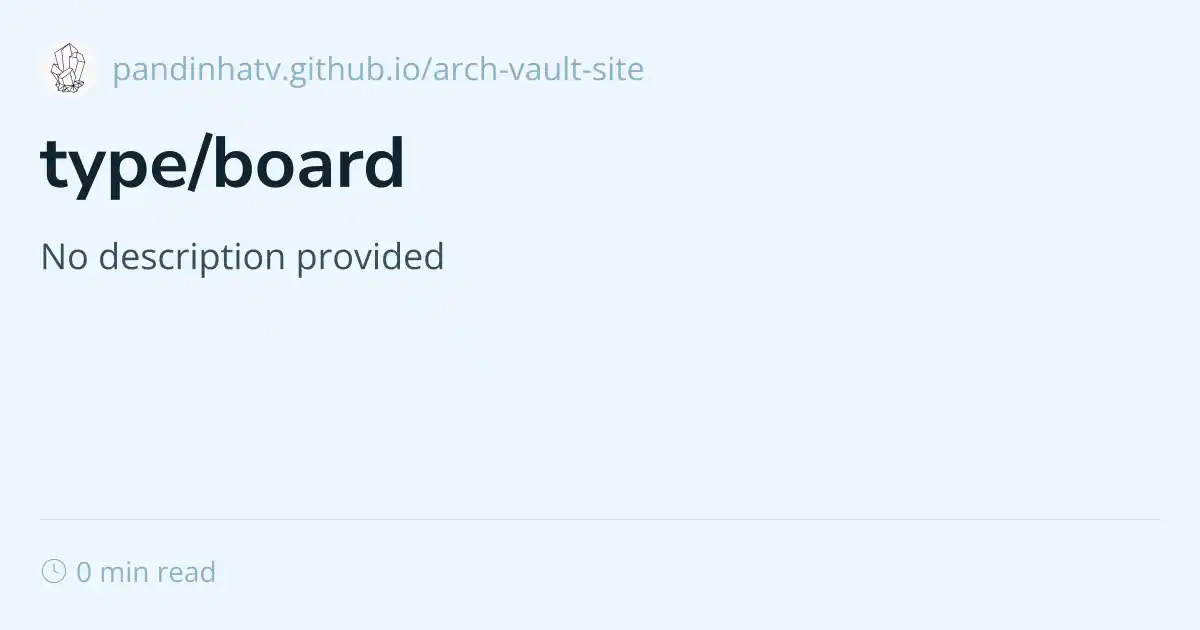 pandinhatv.github.io/arch-vault-site
type/board
No description provided
0 min read